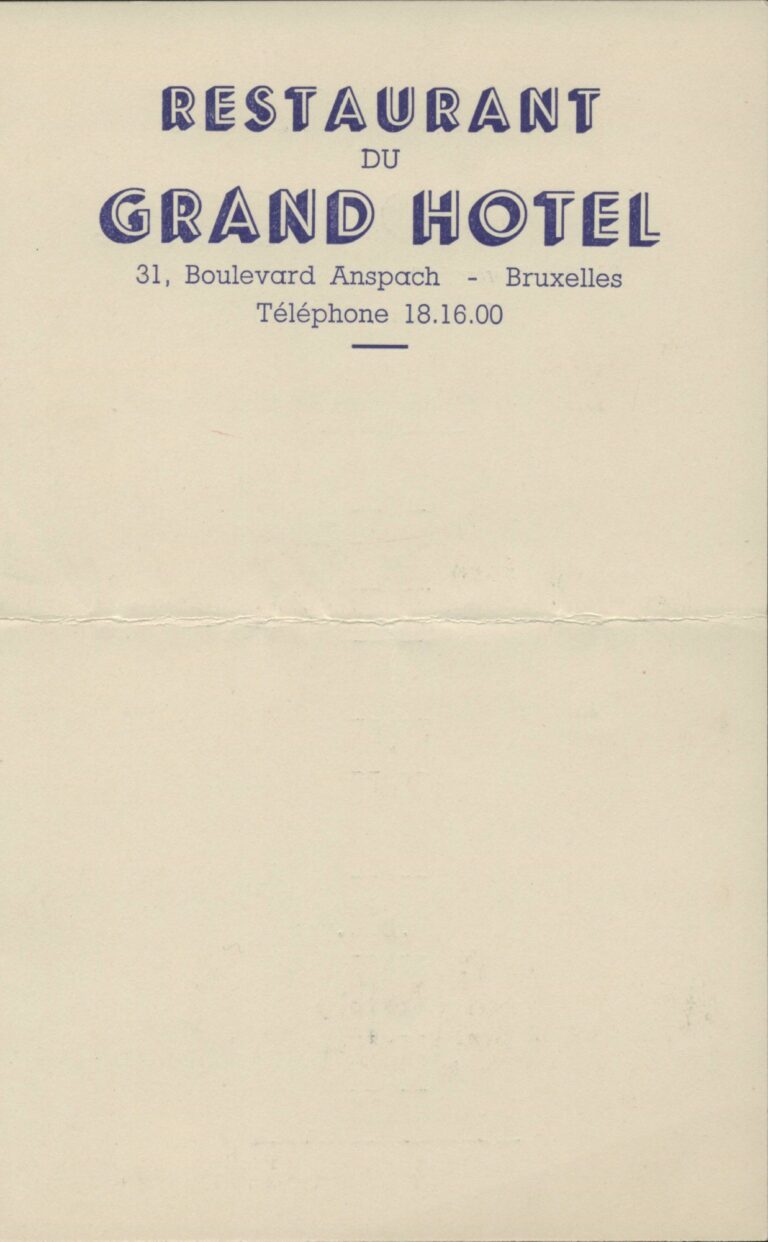 RESTAURANT
DU
GRAND HOTEL
31, Boulevard Anspach - Bruxelles
Téléphone 18.16.00